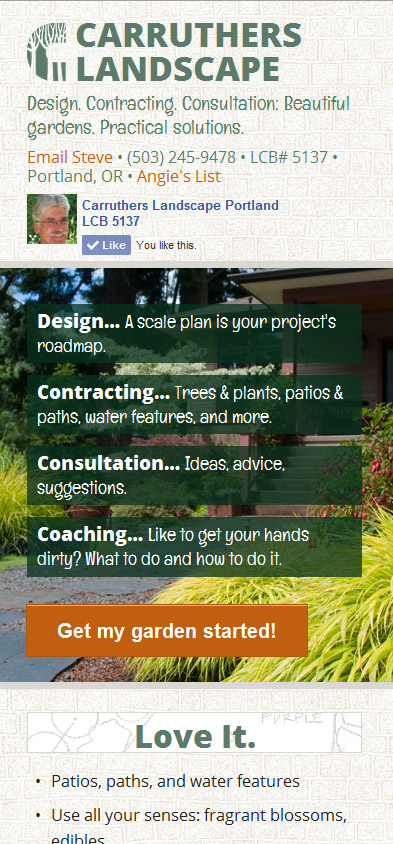 CARRUTHERS
LANDSCAPE
Design. Contracting. Consultation: Beautiful
gardens. Practical solutions.
Email Steve • (503) 245-9478 • LCB# 5137 •
Portland, OR • Angie's List
Carruthers Landscape Portland
LCB 5137
Like You like this.
Design... A scale plan is your project's
roadmap.
Contracting... Trees & plants, patios &
paths, water features, and more.
Consultation... Ideas, advice,
suggestions.
Coaching... Like to get your hands
dirty? What to do and how to do it.
Get my garden started!
PURPLE
Love It.
• Patios, paths, and water features
• Use all your senses: fragrant blossoms,
edibles